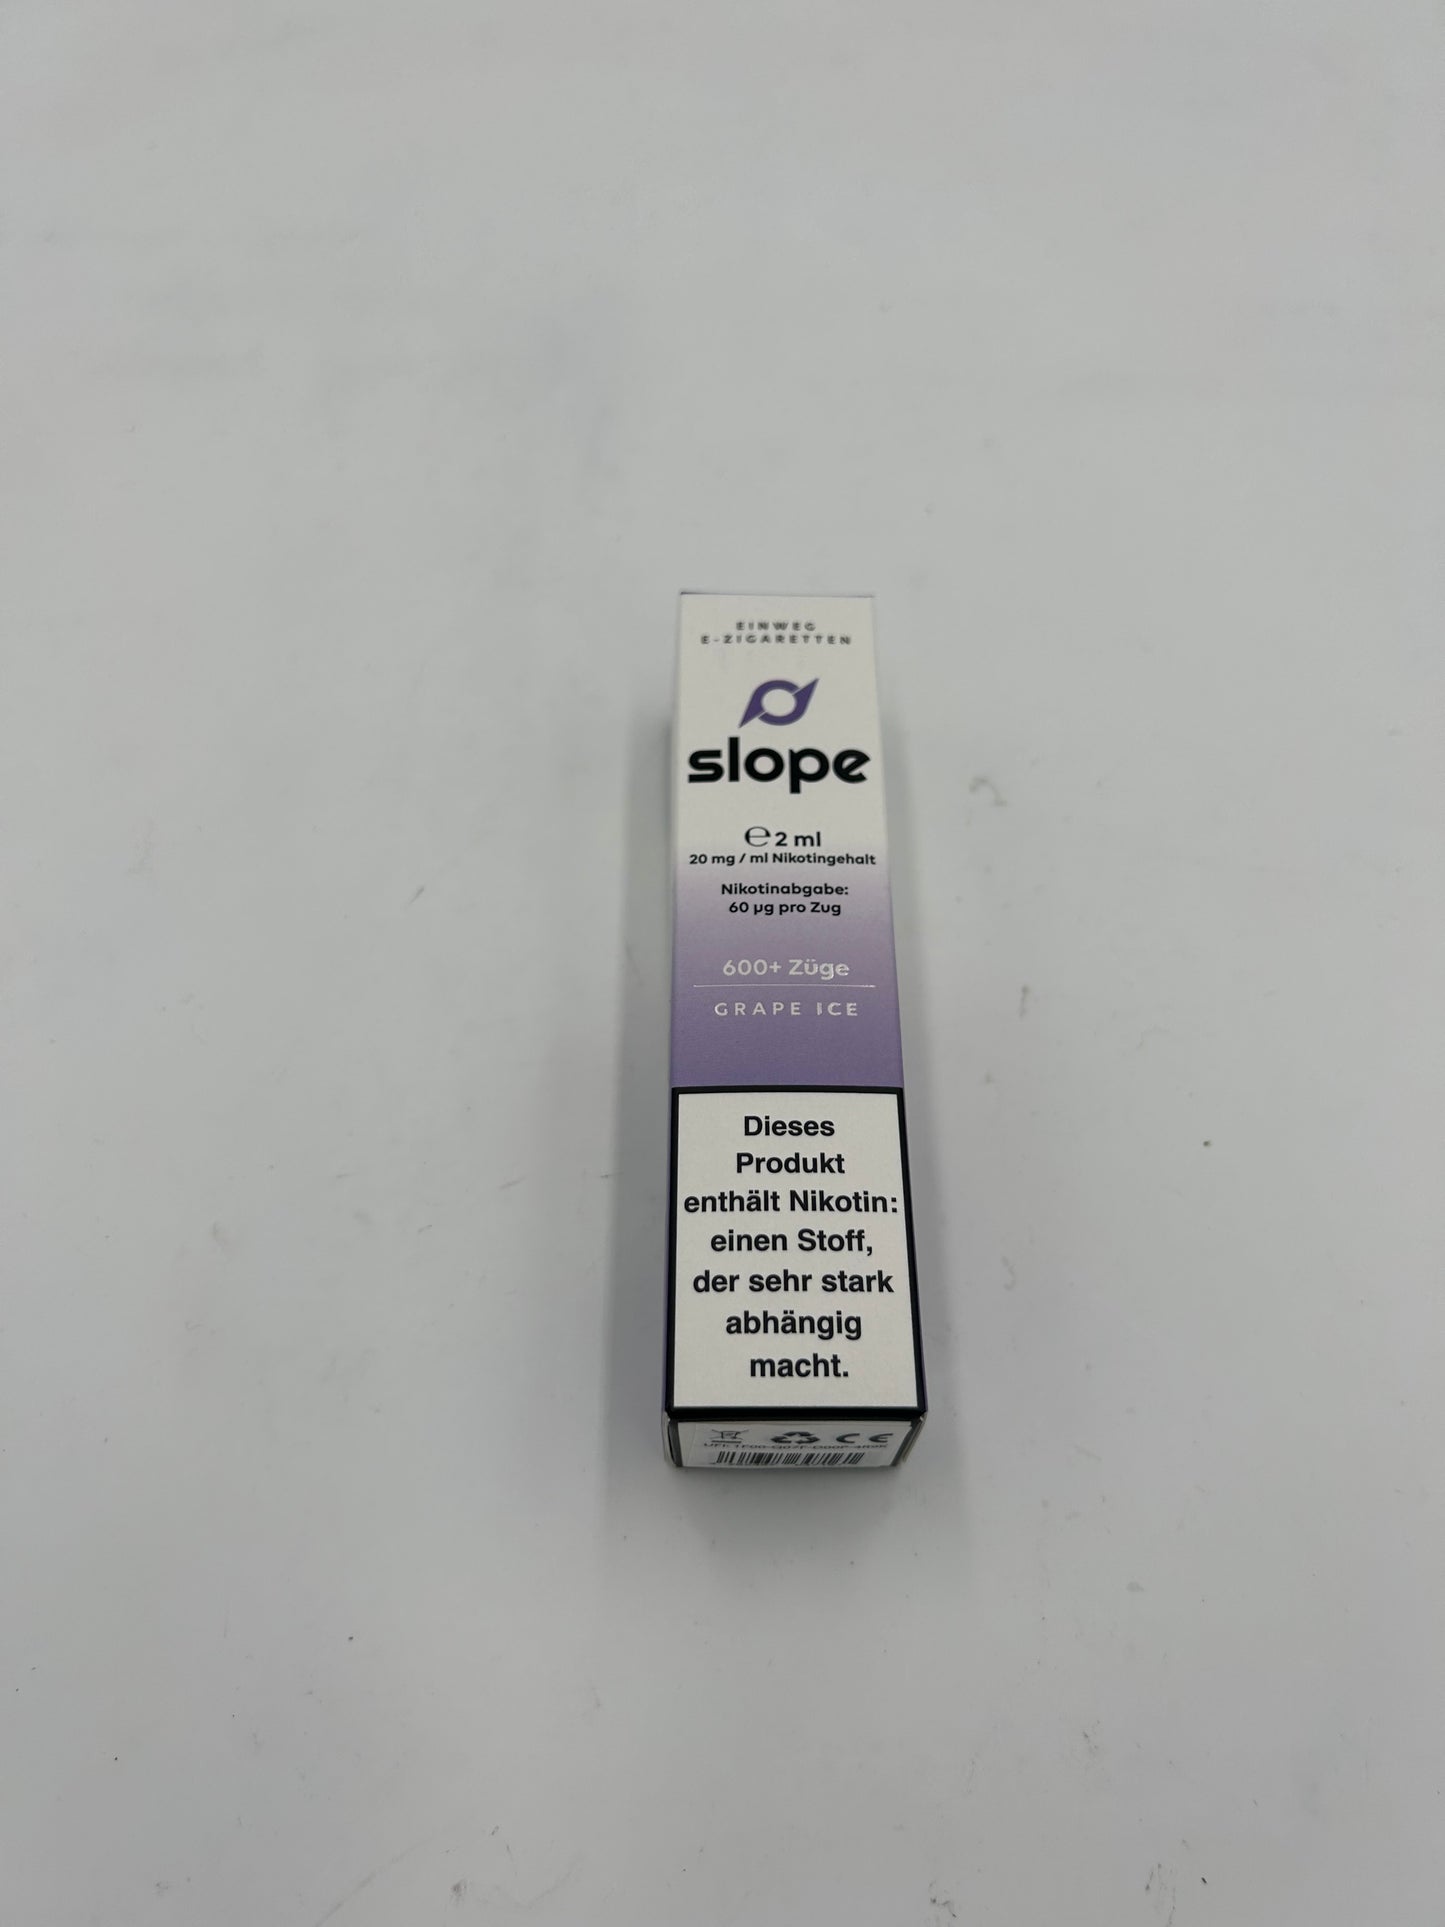 EINWEG
E-ZIGARETTEN
slope
℮ 2 ml
20 mg / ml Nikotingehalt
Nikotinabgabe:
60 µg pro Zug
600+ Züge
GRAPE ICE
Dieses
Produkt
enthält Nikotin:
einen Stoff,
der sehr stark
abhängig
macht.
CE